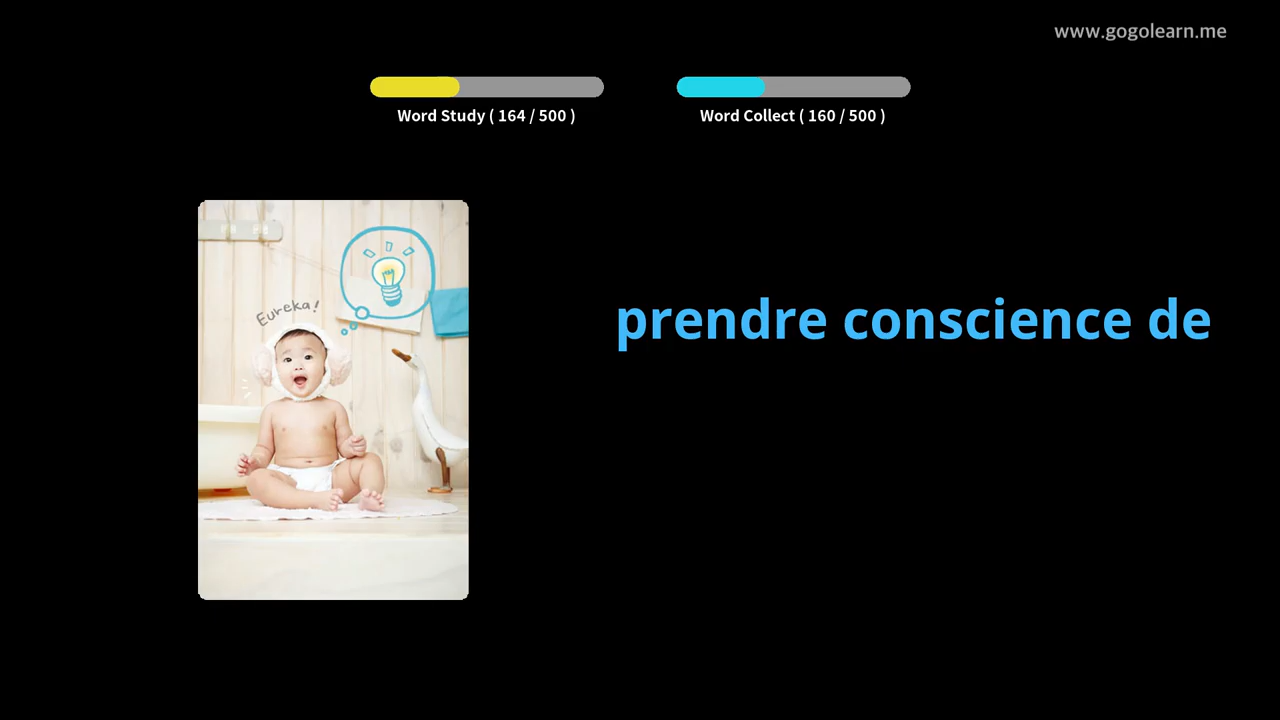 www.gogolearn.me
Word Study ( 164 / 500 )
Word Collect ( 160 / 500 )
Eureka!
prendre conscience de